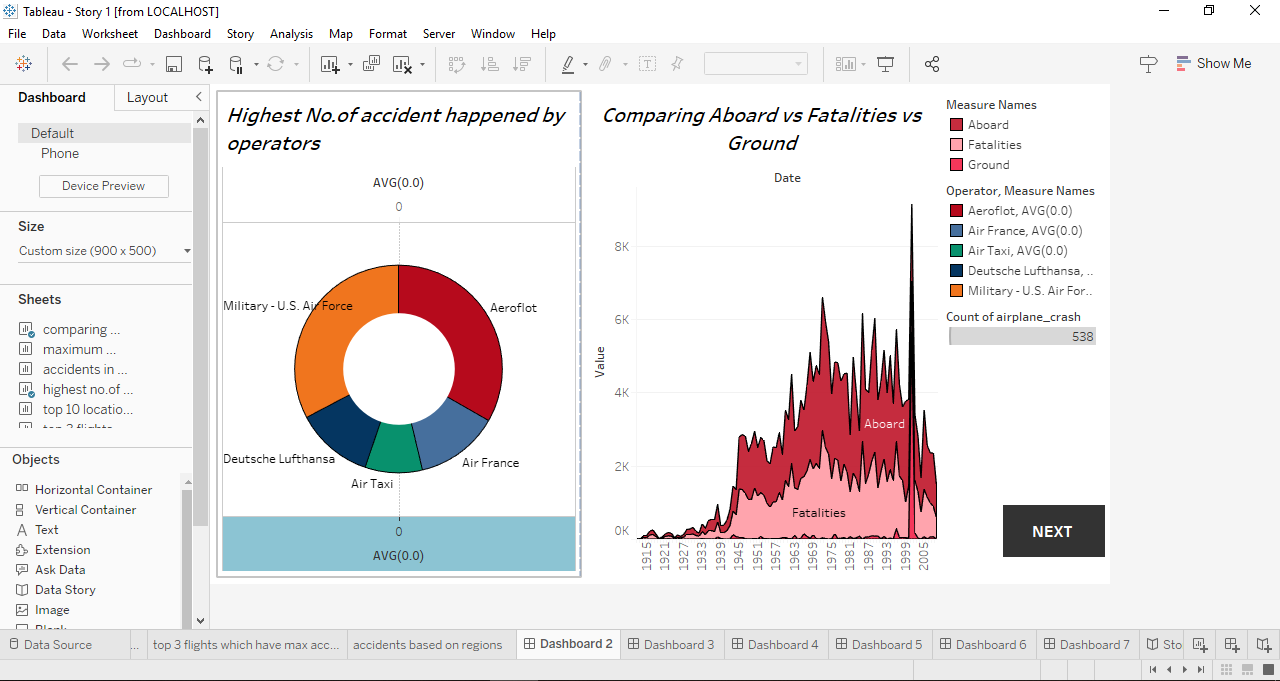 Tableau - Story 1 [from LOCALHOST]
File Data Worksheet Dashboard Story Analysis Map Format Server Window Help
Show Me
Dashboard
Layout
Default
Phone
Device Preview
Size
Custom size (900 x 500)
Sheets
comparing ...
maximum ...
accidents in ...
highest no.of ...
top 10 locatio...
Objects
Horizontal Container
Vertical Container
Text
Extension
Ask Data
Data Story
Image
Highest No.of accident happened by
operators
AVG(0.0)
0
Military - U.S. Air Force
Aeroflot
Deutsche Lufthansa
Air France
Air Taxi
0
AVG(0.0)
Comparing Aboard vs Fatalities vs
Ground
Date
Value
8K
6K
4K
2K
0K
Aboard
Fatalities
1915 1921 1927 1933 1939 1945 1951 1957 1963 1969 1975 1981 1987 1993 1999 2005
Measure Names
Aboard
Fatalities
Ground
Operator, Measure Names
Aeroflot, AVG(0.0)
Air France, AVG(0.0)
Air Taxi, AVG(0.0)
Deutsche Lufthansa, ..
Military - U.S. Air For..
Count of airplane_crash
538
NEXT
Data Source ... top 3 flights which have max acc... accidents based on regions Dashboard 2 Dashboard 3 Dashboard 4 Dashboard 5 Dashboard 6 Dashboard 7 Sto